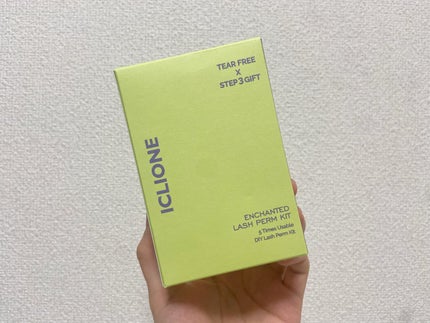 TEAR FREE
X
STEP 3 GIFT
ICLIONE
ENCHANTED
LASH PERM KIT
5 Times Usable
DIY Lash Perm Kit